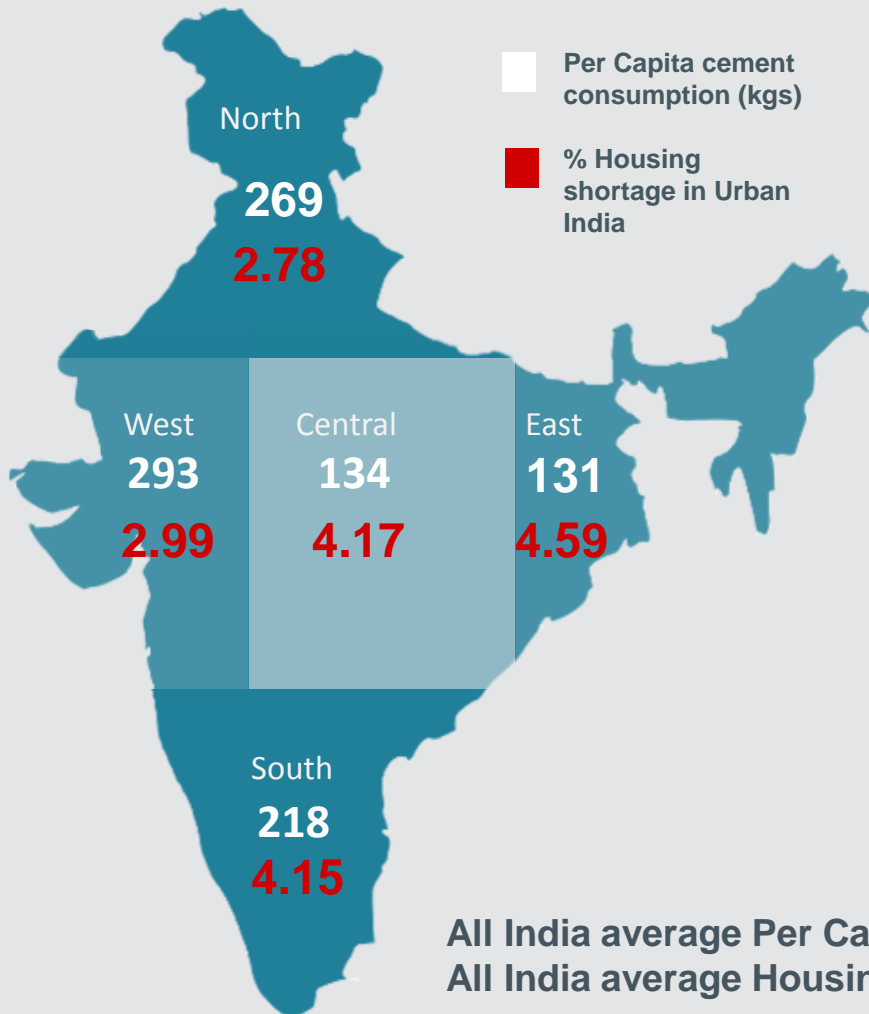 Per Capita cement
consumption (kgs)
% Housing
shortage in Urban
India
North
269
2.78
West
293
2.99
Central
134
4.17
East
131
4.59
South
218
4.15
All India average Per Ca
All India average Housin